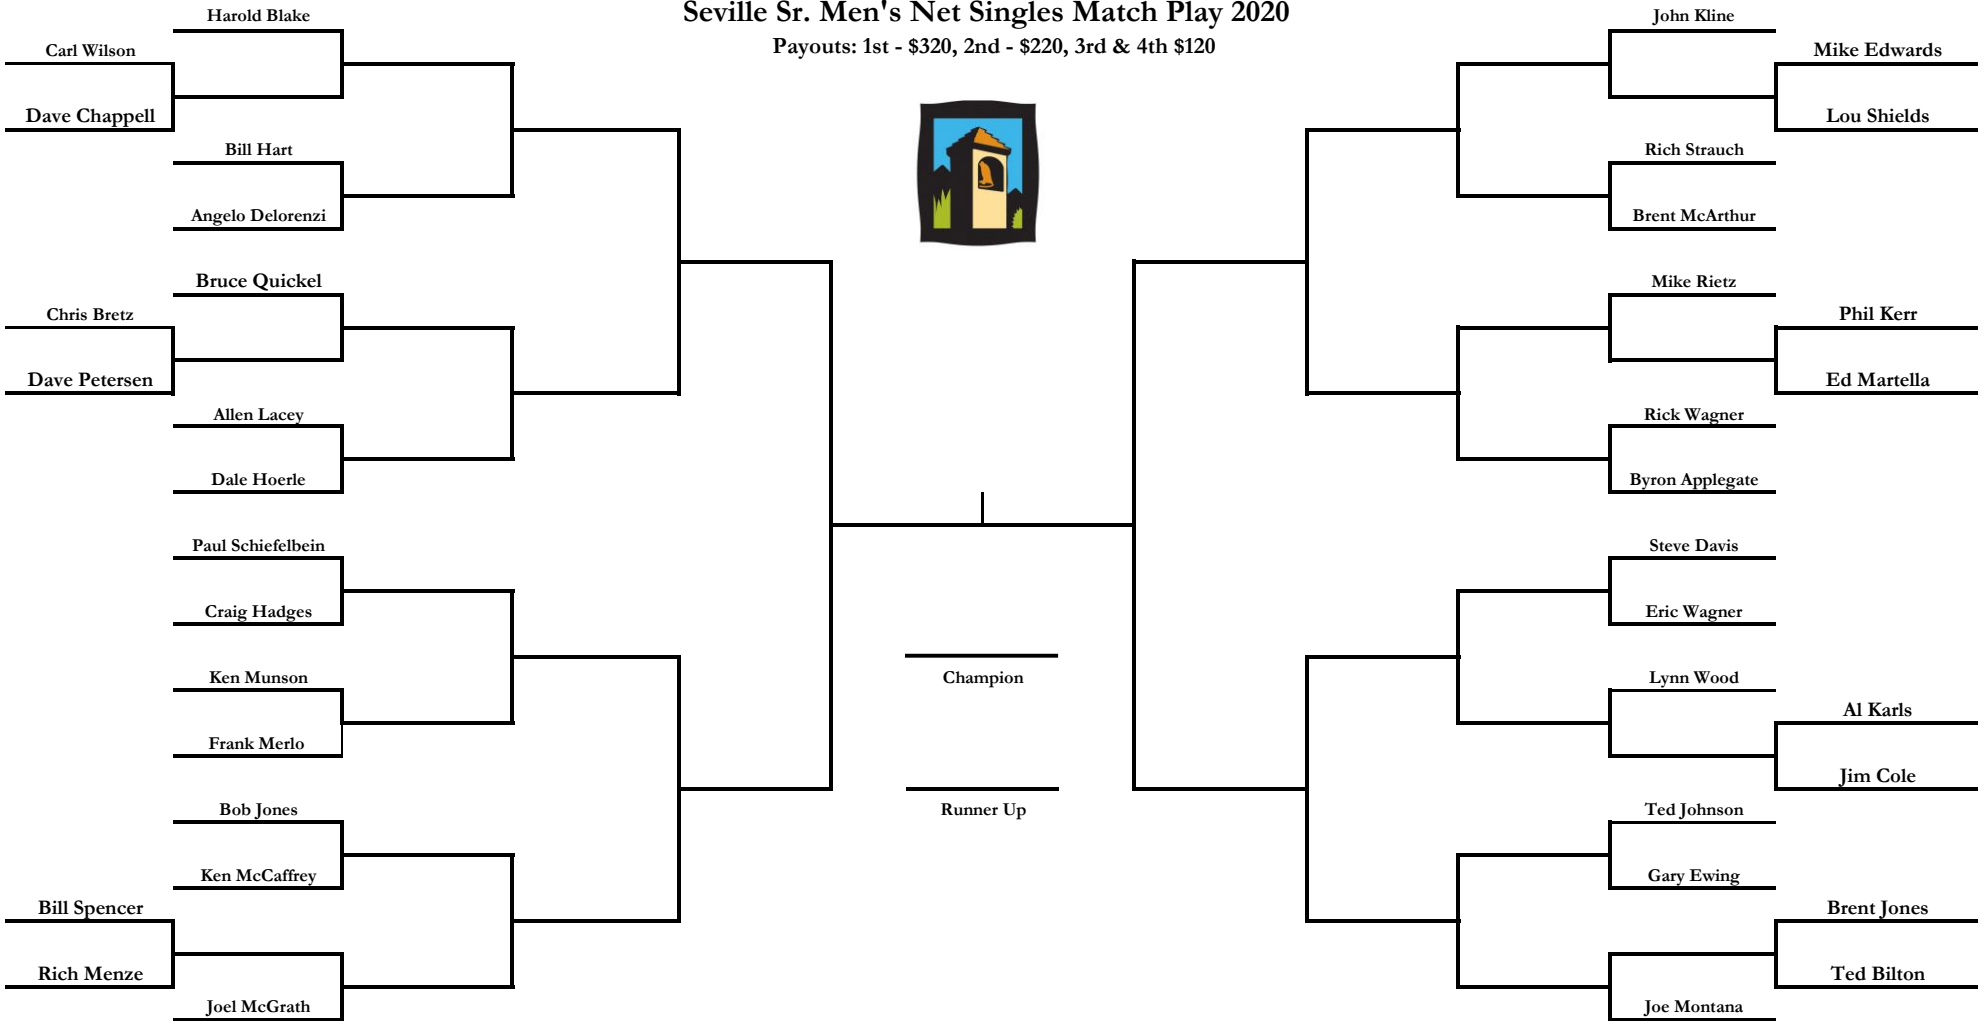 Seville Sr. Men's Net Singles Match Play 2020
Payouts: 1st - $320, 2nd - $220, 3rd & 4th $120
Harold Blake
Carl Wilson
Dave Chappell
Bill Hart
Angelo Delorenzi
Bruce Quickel
Chris Bretz
Dave Petersen
Allen Lacey
Dale Hoerle
Paul Schiefelbein
Craig Hadges
Ken Munson
Frank Merlo
Bob Jones
Ken McCaffrey
Bill Spencer
Rich Menze
Joel McGrath
Champion
Runner Up
John Kline
Mike Edwards
Lou Shields
Rich Strauch
Brent McArthur
Mike Rietz
Phil Kerr
Ed Martella
Rick Wagner
Byron Applegate
Steve Davis
Eric Wagner
Lynn Wood
Al Karls
Jim Cole
Ted Johnson
Gary Ewing
Brent Jones
Ted Bilton
Joe Montana